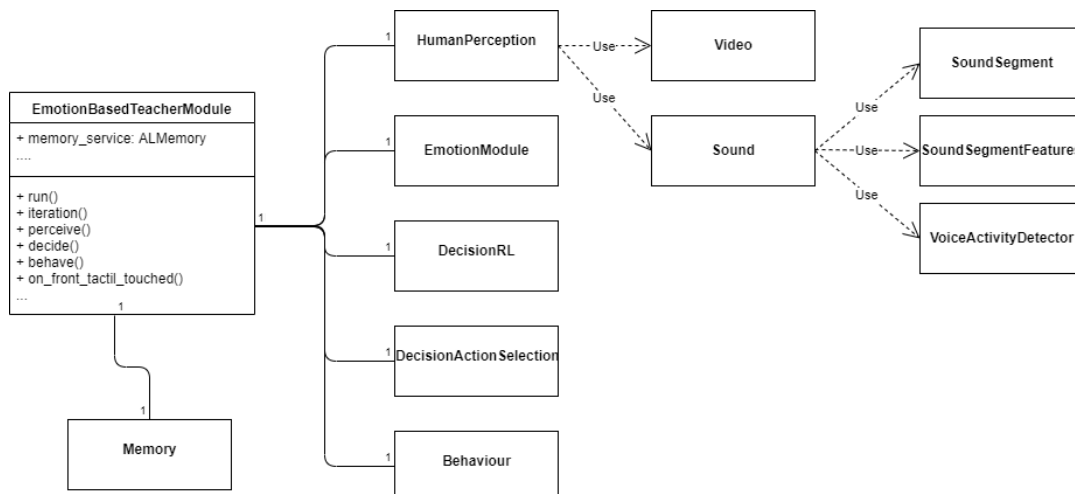 EmotionBasedTeacherModule
+ memory_service: ALMemory
....
+ run()
+ iteration()
+ perceive()
+ decide()
+ behave()
+ on_front_tactil_touched()
...
1
1
1
Memory
1
HumanPerception
1
EmotionModule
1
DecisionRL
1
DecisionActionSelection
1
Behaviour
Use
Use
Video
Sound
Use
Use
Use
SoundSegment
SoundSegmentFeatures
VoiceActivityDetector